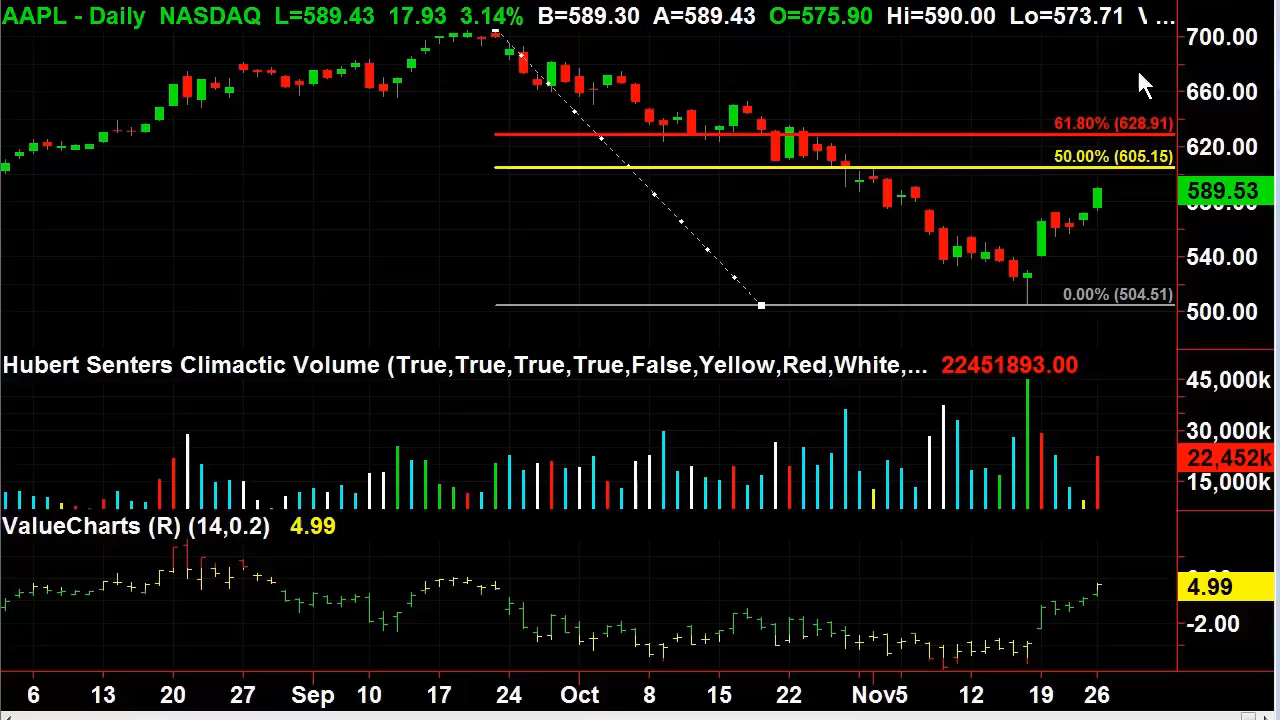 AAPL - Daily NASDAQ L=589.43 17.93 3.14% B=589.30 A=589.43 O=575.90 Hi=590.00 Lo=573.71 \ ...
700.00
660.00
61.80% (628.91)
620.00
50.00% (605.15)
589.53
540.00
0.00% (504.51)
500.00
Hubert Senters Climactic Volume (True,True,True,True,False,Yellow,Red,White,... 22451893.00
45,000k
30,000k
22,452k
15,000k
ValueCharts (R) (14,0.2) 4.99
4.99
-2.00
6 13 20 27 Sep 10 17 24 Oct 8 15 22 Nov5 12 19 26